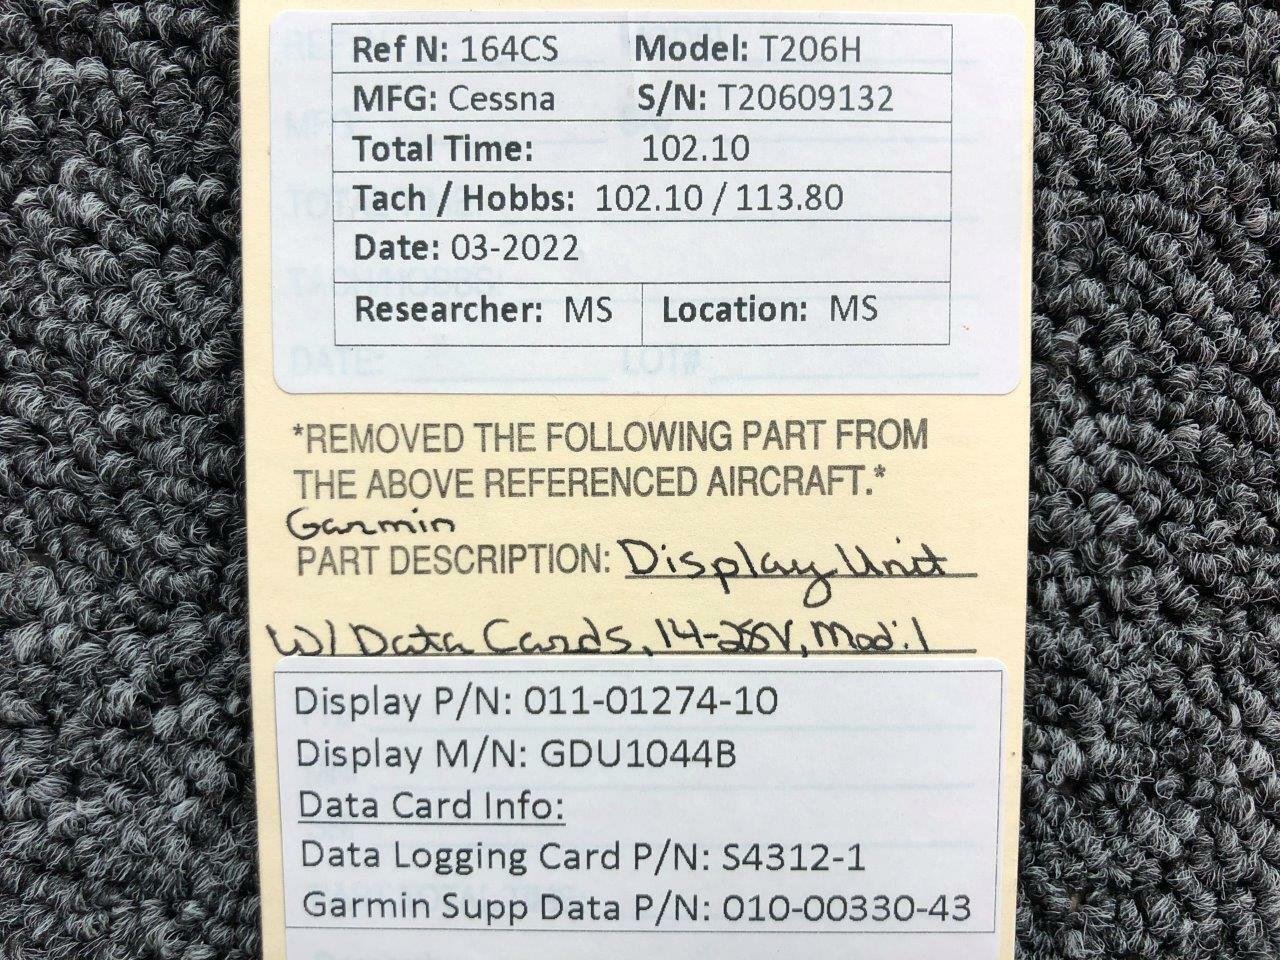 Ref N: 164CS Model: T206H
MFG: Cessna S/N: T20609132
Total Time: 102.10
Tach / Hobbs: 102.10 / 113.80
Date: 03-2022
Researcher: MS Location: MS
DATE: LOT#
*REMOVED THE FOLLOWING PART FROM
THE ABOVE REFERENCED AIRCRAFT.*
Garmin
PART DESCRIPTION: Display Unit
W/ Data Cards, 14-28V, Mod:1
Display P/N: 011-01274-10
Display M/N: GDU1044B
Data Card Info:
Data Logging Card P/N: S4312-1
Garmin Supp Data P/N: 010-00330-43